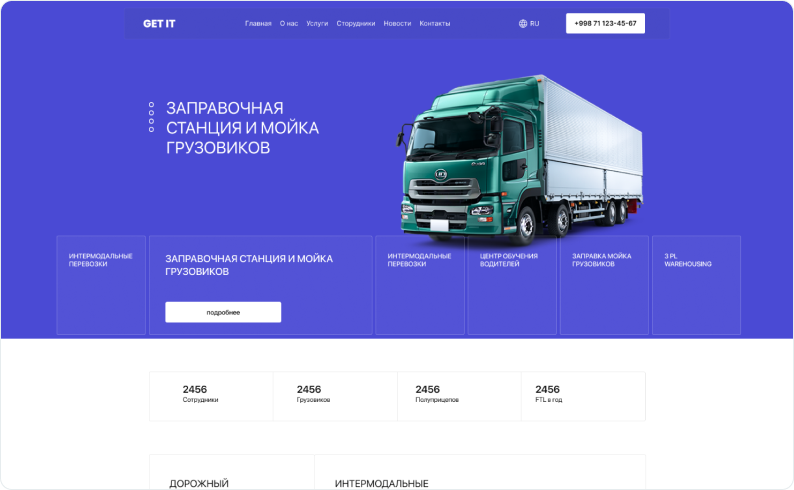 GET IT
Главная О нас Услуги Сторудники Новости Контакты
RU
+998 71 123-45-67
ЗАПРАВОЧНАЯ
СТАНЦИЯ И МОЙКА
ГРУЗОВИКОВ
ИНТЕРМОДАЛЬНЫЕ
ПЕРЕВОЗКИ
ЗАПРАВОЧНАЯ СТАНЦИЯ И МОЙКА
ГРУЗОВИКОВ
подробнее
ИНТЕРМОДАЛЬНЫЕ
ПЕРЕВОЗКИ
ЦЕНТР ОБУЧЕНИЯ
ВОДИТЕЛЕЙ
ЗАПРАВКА МОЙКА
ГРУЗОВИКОВ
3 PL
WAREHOUSING
2456
Сотрудники
2456
Грузовиков
2456
Полуприцепов
2456
FTL в год
ДОРОЖНЫЙ
ИНТЕРМОДАЛЬНЫЕ